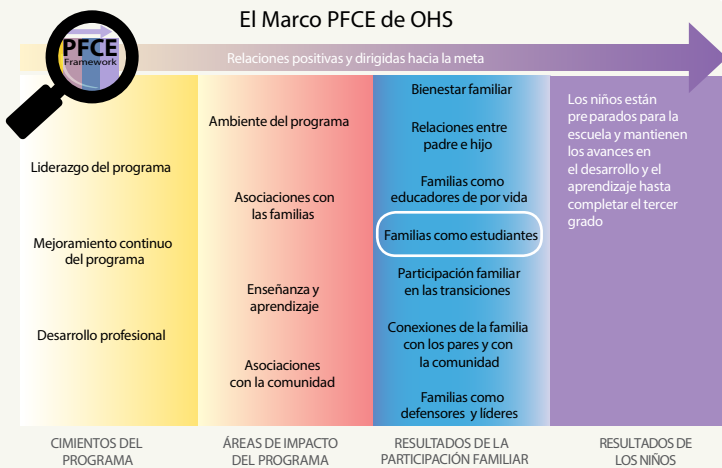 El Marco PFCE de OHS
PFCE
Framework
Relaciones positivas y dirigidas hacia la meta
Liderazgo del programa
Mejoramiento continuo
del programa
Desarrollo profesional
CIMIENTOS DEL
PROGRAMA
Ambiente del programa
Asociaciones con
las familias
Enseñanza y
aprendizaje
Asociaciones
con la comunidad
ÁREAS DE IMPACTO
DEL PROGRAMA
Bienestar familiar
Relaciones entre
padre e hijo
Familias como
educadores de por vida
Familias como estudiantes
Participación familiar
en las transiciones
Conexiones de la familia
con los pares y con
la comunidad
Familias como
defensores y líderes
RESULTADOS DE LA
PARTICIPACIÓN FAMILIAR
Los niños están
preparados para la
escuela y mantienen
los avances en
el desarrollo y el
aprendizaje hasta
completar el tercer
grado
RESULTADOS DE
LOS NIÑOS